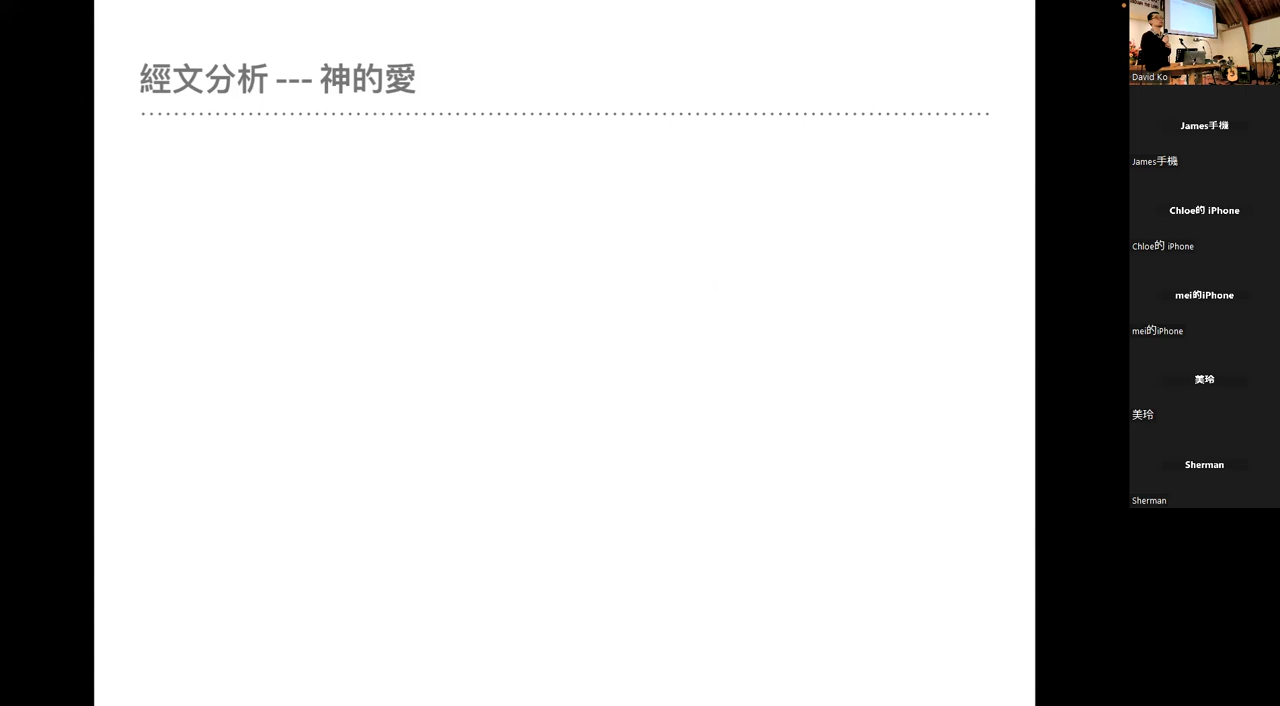 經文分析 --- 神的愛
David Ko
James手機
James手機
Chloe的 iPhone
Chloe的 iPhone
mei的iPhone
mei的iPhone
美玲
美玲
Sherman
Sherman